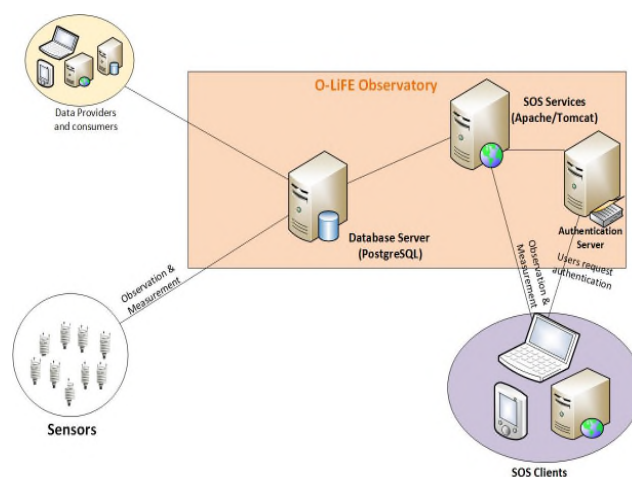 O-LiFE Observatory
SOS Services
(Apache/Tomcat)
Data Providers
and consumers
Database Server
(PostgreSQL)
Authentication
Server
Observation &
Measurement
Observation &
Measurement
Users request
authentication
Sensors
SOS Clients